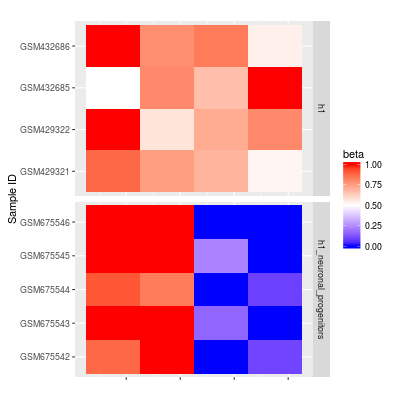 GSM432686
GSM432685
GSM429322
GSM429321
h1
GSM675546
GSM675545
GSM675544
GSM675543
GSM675542
h1_neuronal_progenitors
Sample ID
beta
1.00
0.75
0.50
0.25
0.00